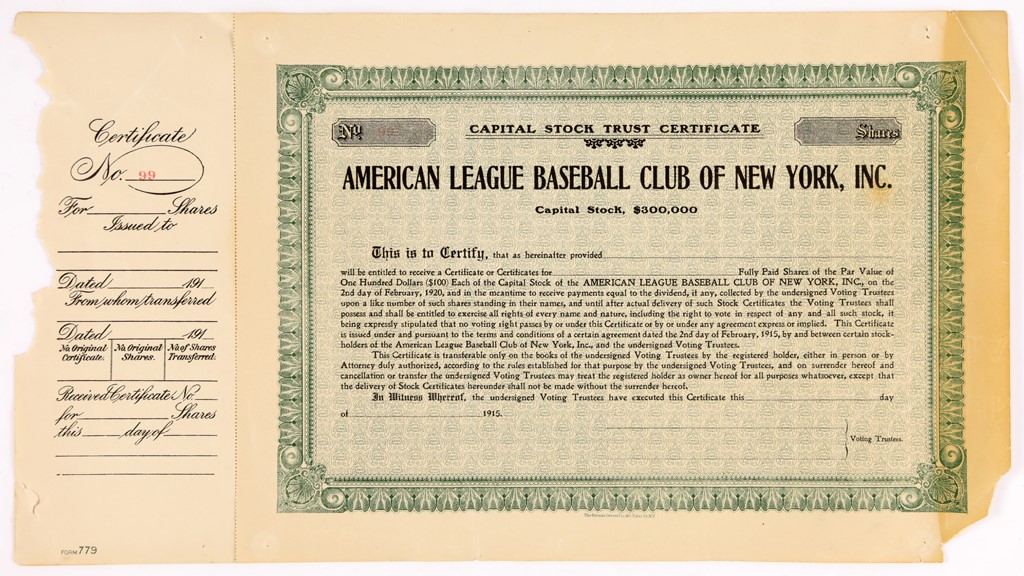 Certificate
No. 99
For Shares
Issued to
Dated 191
From whom transferred
Dated 191
No. Original Certificate. No. Original Shares. No. of Shares Transferred.
Received Certificate No.
for Shares
this day of
FORM 779
No. 99
CAPITAL STOCK TRUST CERTIFICATE
Shares
AMERICAN LEAGUE BASEBALL CLUB OF NEW YORK, INC.
Capital Stock, $300,000
This is to Certify, that as hereinafter provided
will be entitled to receive a Certificate or Certificates for Fully Paid Shares of the Par Value of
One Hundred Dollars ($100) Each of the Capital Stock of the AMERICAN LEAGUE BASEBALL CLUB OF NEW YORK, INC., on the
2nd day of February, 1920, and in the meantime to receive payments equal to the dividend, if any, collected by the undersigned Voting Trustees
upon a like number of such shares standing in their names, and until after actual delivery of such Stock Certificates the Voting Trustees shall
possess and shall be entitled to exercise all rights of every name and nature, including the right to vote in respect of any and all such stock, it
being expressly stipulated that no voting right passes by or under this Certificate or by or under any agreement express or implied. This Certificate
is issued under and pursuant to the terms and conditions of a certain agreement dated the 2nd day of February, 1915, by and between certain stock-
holders of the American League Baseball Club of New York, Inc., and the undersigned Voting Trustees.
This Certificate is transferable only on the books of the undersigned Voting Trustees by the registered holder, either in person or by
Attorney duly authorized, according to the rules established for that purpose by the undersigned Voting Trustees, and on surrender hereof and
cancellation or transfer the undersigned Voting Trustees may treat the registered holder as owner hereof for all purposes whatsoever, except that
the delivery of Stock Certificates hereunder shall not be made without the surrender hereof.
In Witness Whereof, the undersigned Voting Trustees have executed this Certificate this day
of 1915.
Voting Trustees.